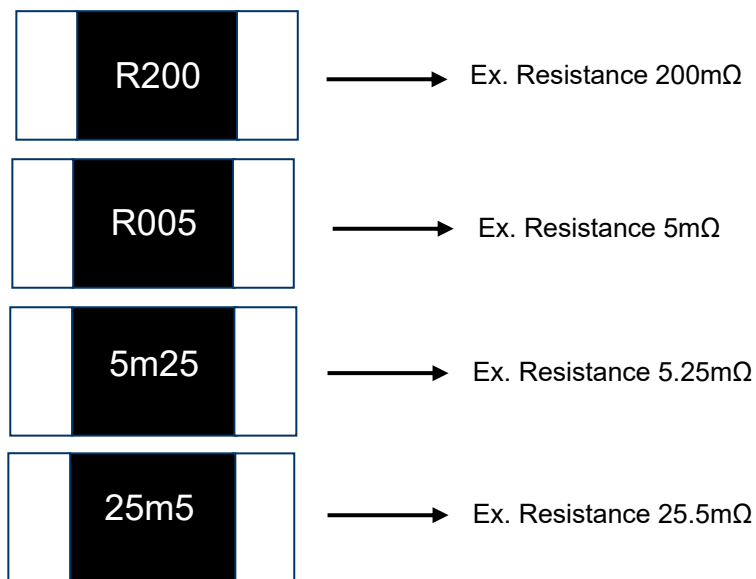 R200
Ex. Resistance 200mΩ
R005
Ex. Resistance 5mΩ
5m25
Ex. Resistance 5.25mΩ
25m5
Ex. Resistance 25.5mΩ